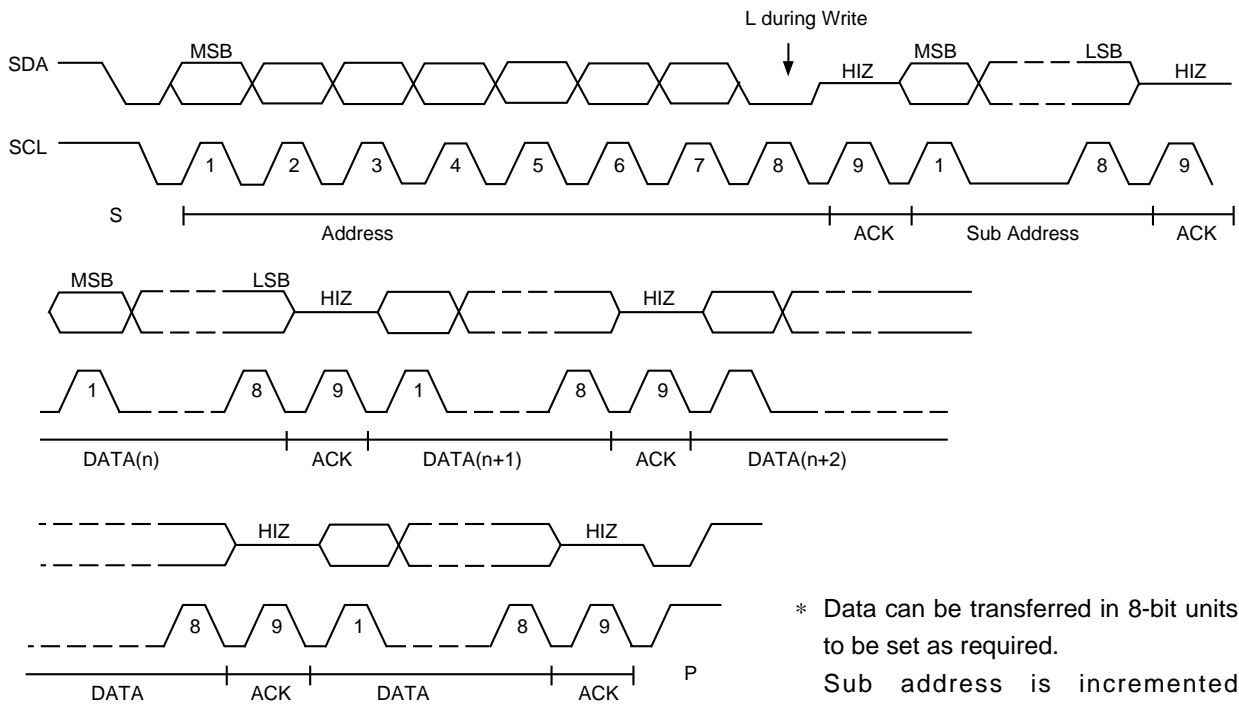 L during Write
SDA MSB HIZ MSB LSB HIZ
SCL 1 2 3 4 5 6 7 8 9 1 8 9
S Address ACK Sub Address ACK
MSB LSB HIZ HIZ
1 8 9 1 8 9
DATA(n) ACK DATA(n+1) ACK DATA(n+2)
HIZ HIZ
8 9 1 8 9
DATA ACK DATA ACK P
* Data can be transferred in 8-bit units
to be set as required.
Sub address is incremented